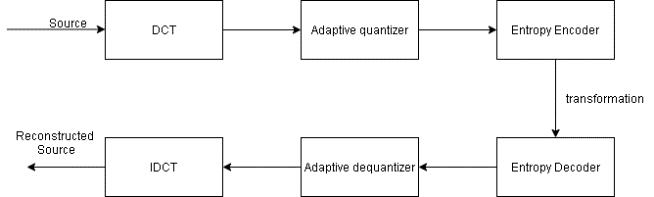 Source
DCT
Adaptive quantizer
Entropy Encoder
transformation
Reconstructed
Source
IDCT
Adaptive dequantizer
Entropy Decoder